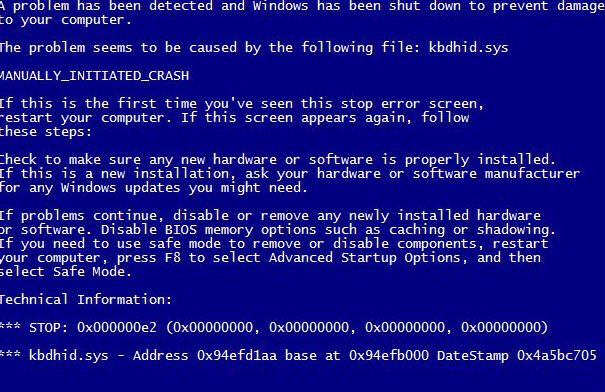 A problem has been detected and Windows has been shut down to prevent damage
to your computer.
The problem seems to be caused by the following file: kbdhid.sys
MANUALLY_INITIATED_CRASH
If this is the first time you've seen this stop error screen,
restart your computer. If this screen appears again, follow
these steps:
Check to make sure any new hardware or software is properly installed.
If this is a new installation, ask your hardware or software manufacturer
for any Windows updates you might need.
If problems continue, disable or remove any newly installed hardware
or software. Disable BIOS memory options such as caching or shadowing.
If you need to use safe mode to remove or disable components, restart
your computer, press F8 to select Advanced Startup Options, and then
select Safe Mode.
Technical Information:
*** STOP: 0x000000e2 (0x00000000, 0x00000000, 0x00000000, 0x00000000)
*** kbdhid.sys - Address 0x94efd1aa base at 0x94efb000 DateStamp 0x4a5bc705